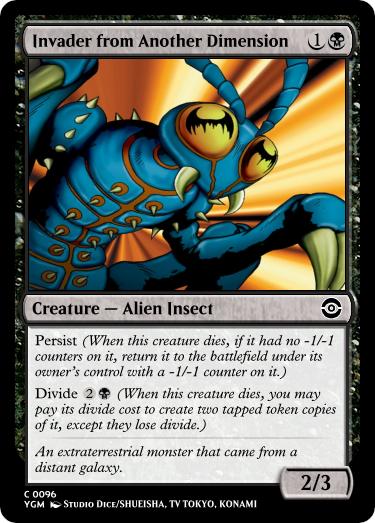 Invader from Another Dimension 1
Creature — Alien Insect
Persist (When this creature dies, if it had no -1/-1
counters on it, return it to the battlefield under its
owner's control with a -1/-1 counter on it.)
Divide 2 (When this creature dies, you may
pay its divide cost to create two tapped token copies
of it, except they lose divide.)
An extraterrestrial monster that came from a
distant galaxy.
2/3
C 0096
YGM Studio Dice/SHUEISHA, TV TOKYO, KONAMI